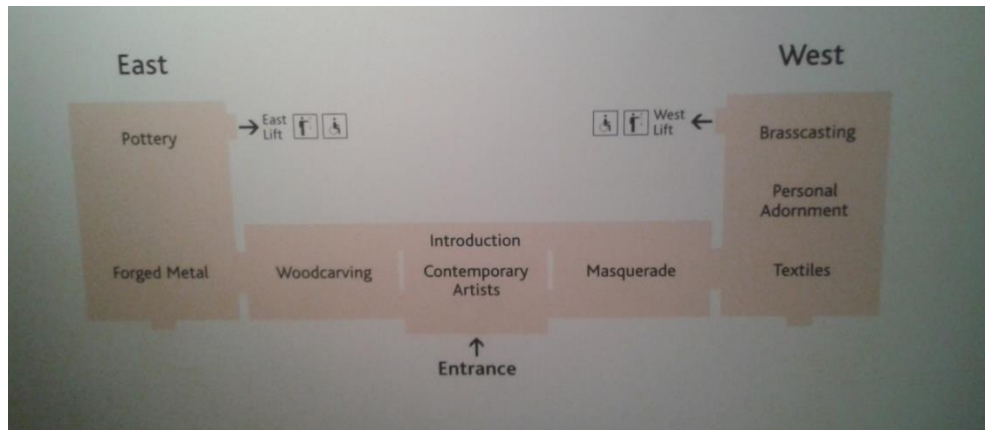 East
West
East
Lift
West
Lift
Pottery
Brasscasting
Personal
Adornment
Introduction
Forged Metal
Woodcarving
Contemporary
Artists
Masquerade
Textiles
Entrance